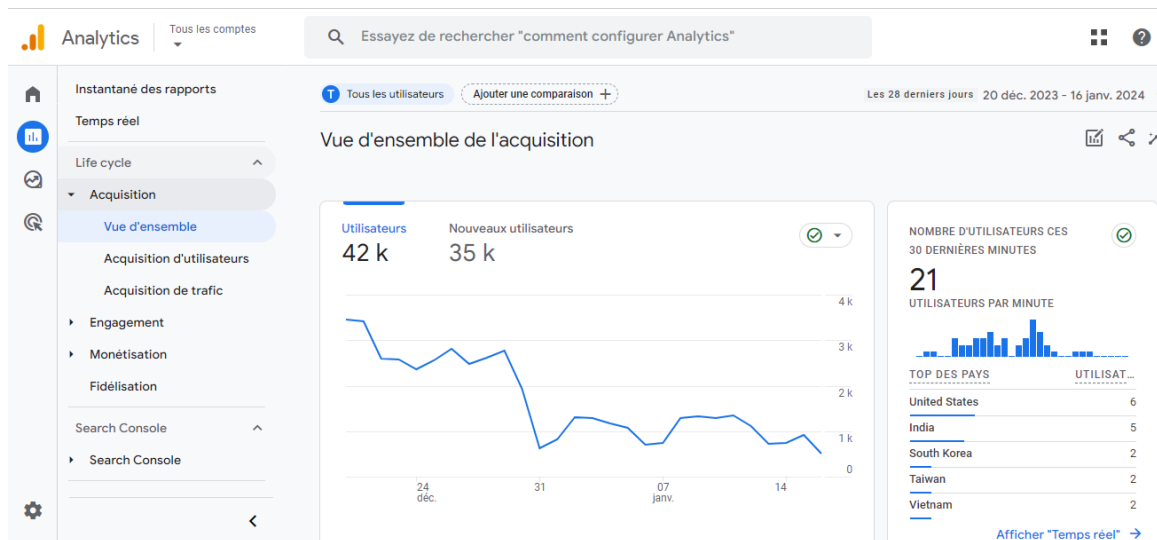 Analytics
Tous les comptes
Essayez de rechercher "comment configurer Analytics"
Instantané des rapports
Temps réel
Life cycle
Acquisition
Vue d'ensemble
Acquisition d'utilisateurs
Acquisition de trafic
Engagement
Monétisation
Fidélisation
Search Console
Search Console
T Tous les utilisateurs
Ajouter une comparaison
Les 28 derniers jours 20 déc. 2023 - 16 janv. 2024
Vue d'ensemble de l'acquisition
Utilisateurs
42 k
Nouveaux utilisateurs
35 k
4 k
3 k
2 k
1 k
0
24
déc.
31
07
janv.
14
NOMBRE D'UTILISATEURS CES
30 DERNIÈRES MINUTES
21
UTILISATEURS PAR MINUTE
TOP DES PAYS UTILISAT…
United States 6
India 5
South Korea 2
Taiwan 2
Vietnam 2
Afficher "Temps réel"